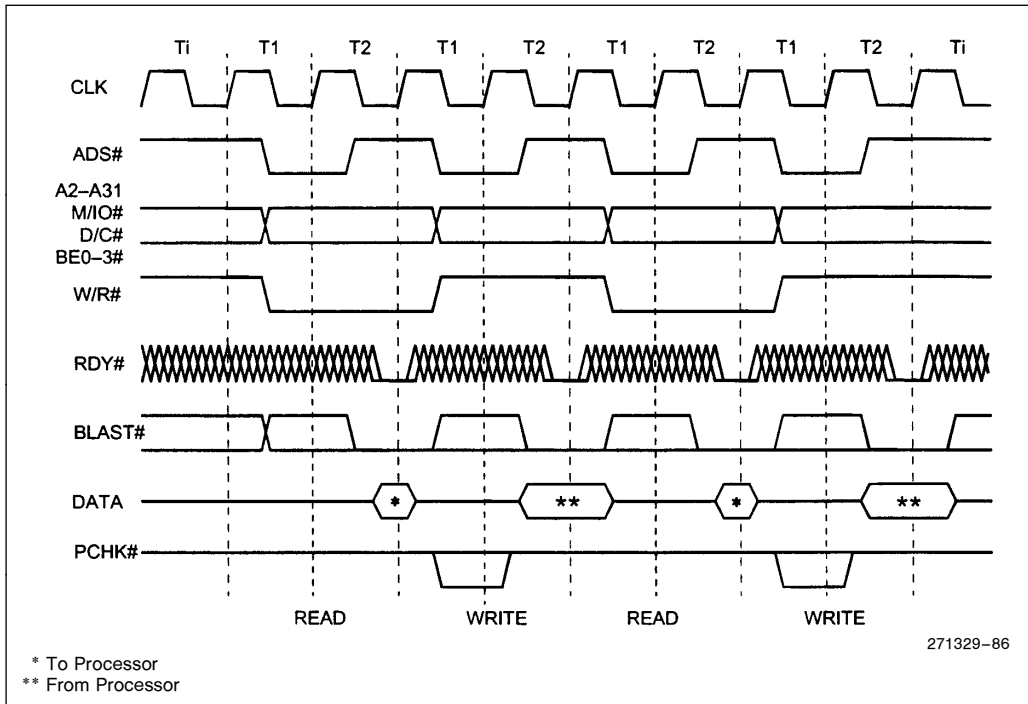 Ti T1 T2 T1 T2 T1 T2 T1 T2 Ti
CLK
ADS#
A2–A31
M/IO#
D/C#
BE0–3#
W/R#
RDY#
BLAST#
DATA * ** * **
PCHK#
READ WRITE READ WRITE
271329–86
* To Processor
** From Processor